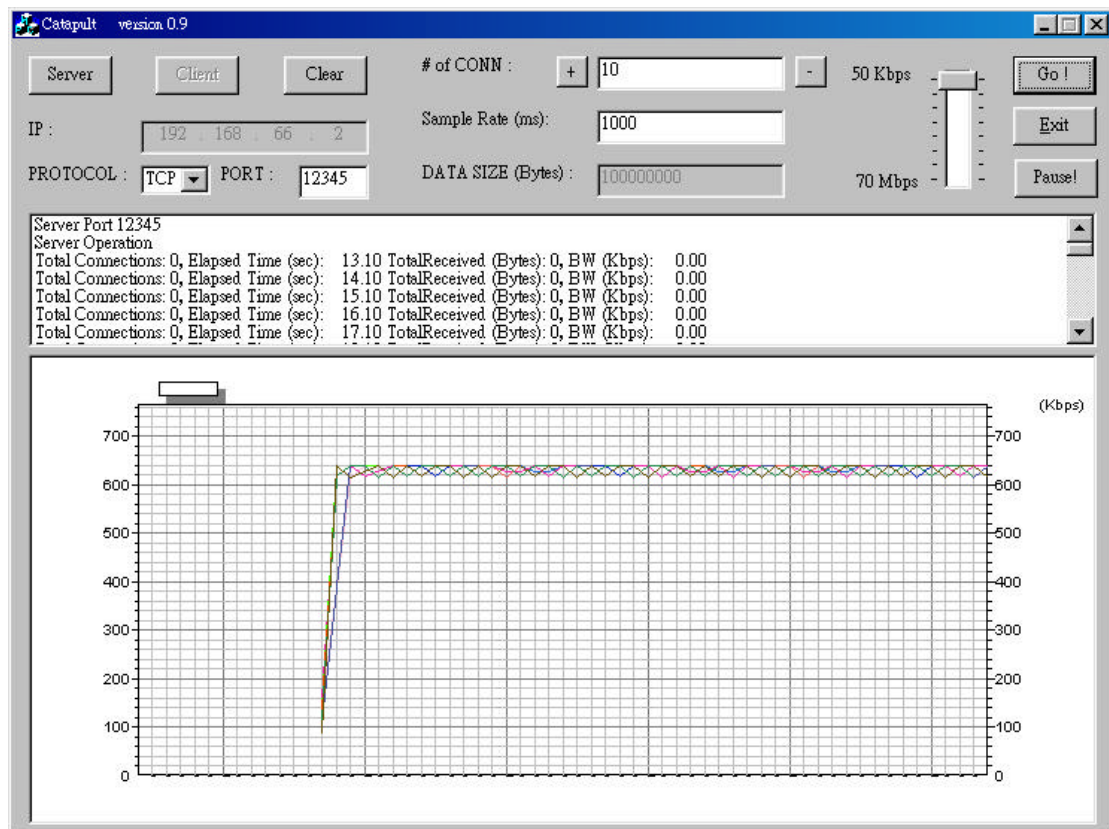 Catapult version 0.9
Server Client Clear
# of CONN : + 10 -
50 Kbps
Go !
IP : 192 . 168 . 66 . 2
Sample Rate (ms): 1000
Exit
PROTOCOL : TCP PORT : 12345
DATA SIZE (Bytes) : 100000000
70 Mbps
Pause!
Server Port 12345
Server Operation
Total Connections: 0, Elapsed Time (sec): 13.10 TotalReceived (Bytes): 0, BW (Kbps): 0.00
Total Connections: 0, Elapsed Time (sec): 14.10 TotalReceived (Bytes): 0, BW (Kbps): 0.00
Total Connections: 0, Elapsed Time (sec): 15.10 TotalReceived (Bytes): 0, BW (Kbps): 0.00
Total Connections: 0, Elapsed Time (sec): 16.10 TotalReceived (Bytes): 0, BW (Kbps): 0.00
Total Connections: 0, Elapsed Time (sec): 17.10 TotalReceived (Bytes): 0, BW (Kbps): 0.00
(Kbps)
700 700
600 600
500 500
400 400
300 300
200 200
100 100
0 0